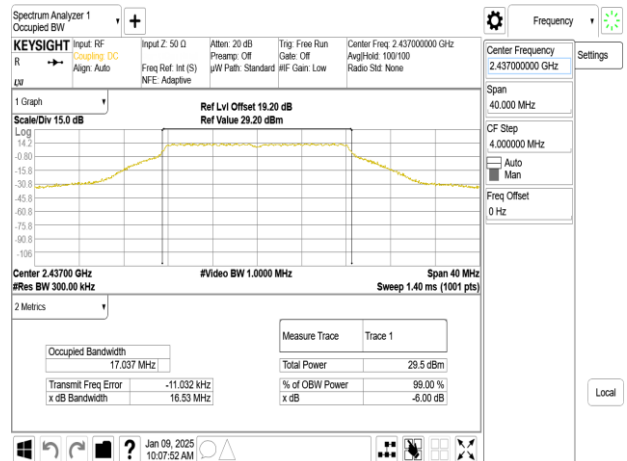 Spectrum Analyzer 1
Occupied BW
Frequency
KEYSIGHT
R
LXI
Input: RF
Coupling: DC
Align: Auto
Input Z: 50 Ω
Freq Ref: Int (S)
NFE: Adaptive
Atten: 20 dB
Preamp: Off
µW Path: Standard
Trig: Free Run
Gate: Off
#IF Gain: Low
Center Freq: 2.437000000 GHz
Avg|Hold: 100/100
Radio Std: None
Center Frequency
2.437000000 GHz
Settings
Span
40.000 MHz
CF Step
4.000000 MHz
Auto
Man
Freq Offset
0 Hz
Local
1 Graph
Scale/Div 15.0 dB
Ref Lvl Offset 19.20 dB
Ref Value 29.20 dBm
Log
14.2
-0.80
-15.8
-30.8
-45.8
-60.8
-75.8
-90.8
-106
Center 2.43700 GHz
#Video BW 1.0000 MHz
Span 40 MHz
#Res BW 300.00 kHz
Sweep 1.40 ms (1001 pts)
2 Metrics
Measure Trace
Trace 1
Occupied Bandwidth
17.037 MHz
Total Power
29.5 dBm
Transmit Freq Error
-11.032 kHz
% of OBW Power
99.00 %
x dB Bandwidth
16.53 MHz
x dB
-6.00 dB
?
Jan 09, 2025
10:07:52 AM